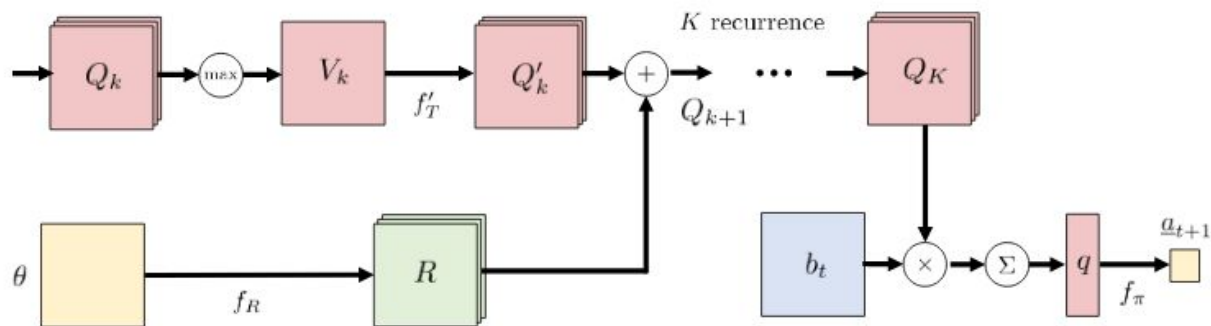 K recurrence
Q_k
max
V_k
f'_T
Q'_k
+
Q_{k+1}
•••
Q_K
θ
f_R
R
b_t
×
Σ
q
f_π
a_{t+1}